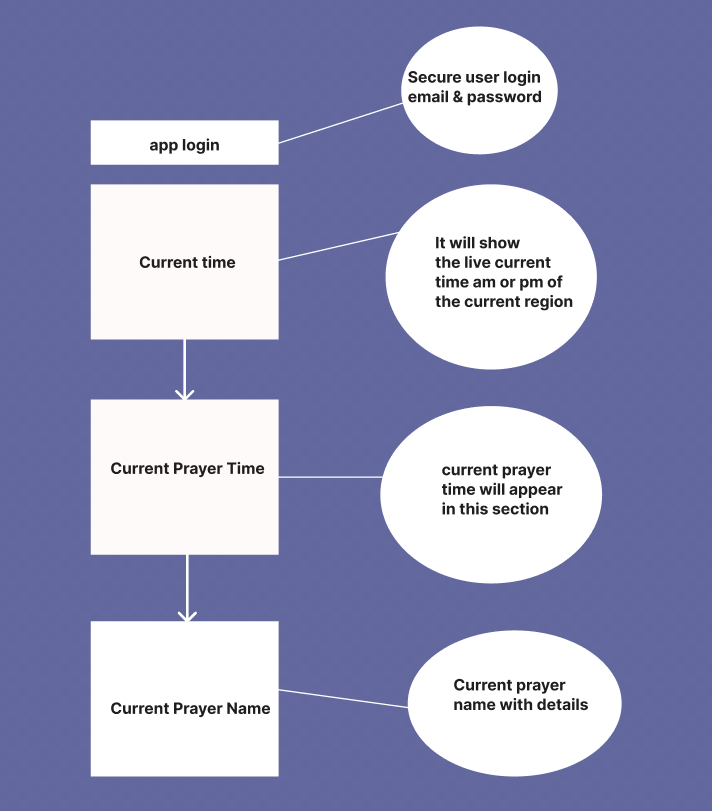 Secure user login
email & password
app login
Current time
It will show
the live current
time am or pm of
the current region
Current Prayer Time
current prayer
time will appear
in this section
Current Prayer Name
Current prayer
name with details